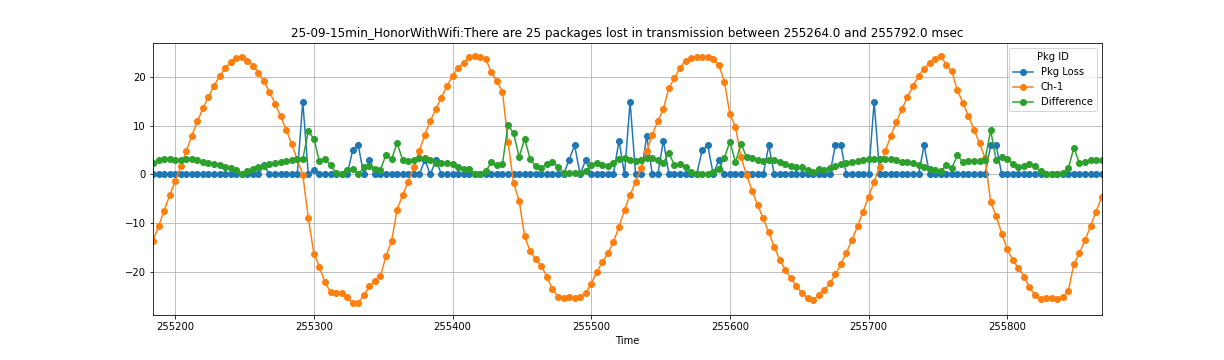 25-09-15min_HonorWithWifi:There are 25 packages lost in transmission between 255264.0 and 255792.0 msec
Pkg ID
Pkg Loss
Ch-1
Difference
20
10
0
−10
−20
255200 255300 255400 255500 255600 255700 255800
Time